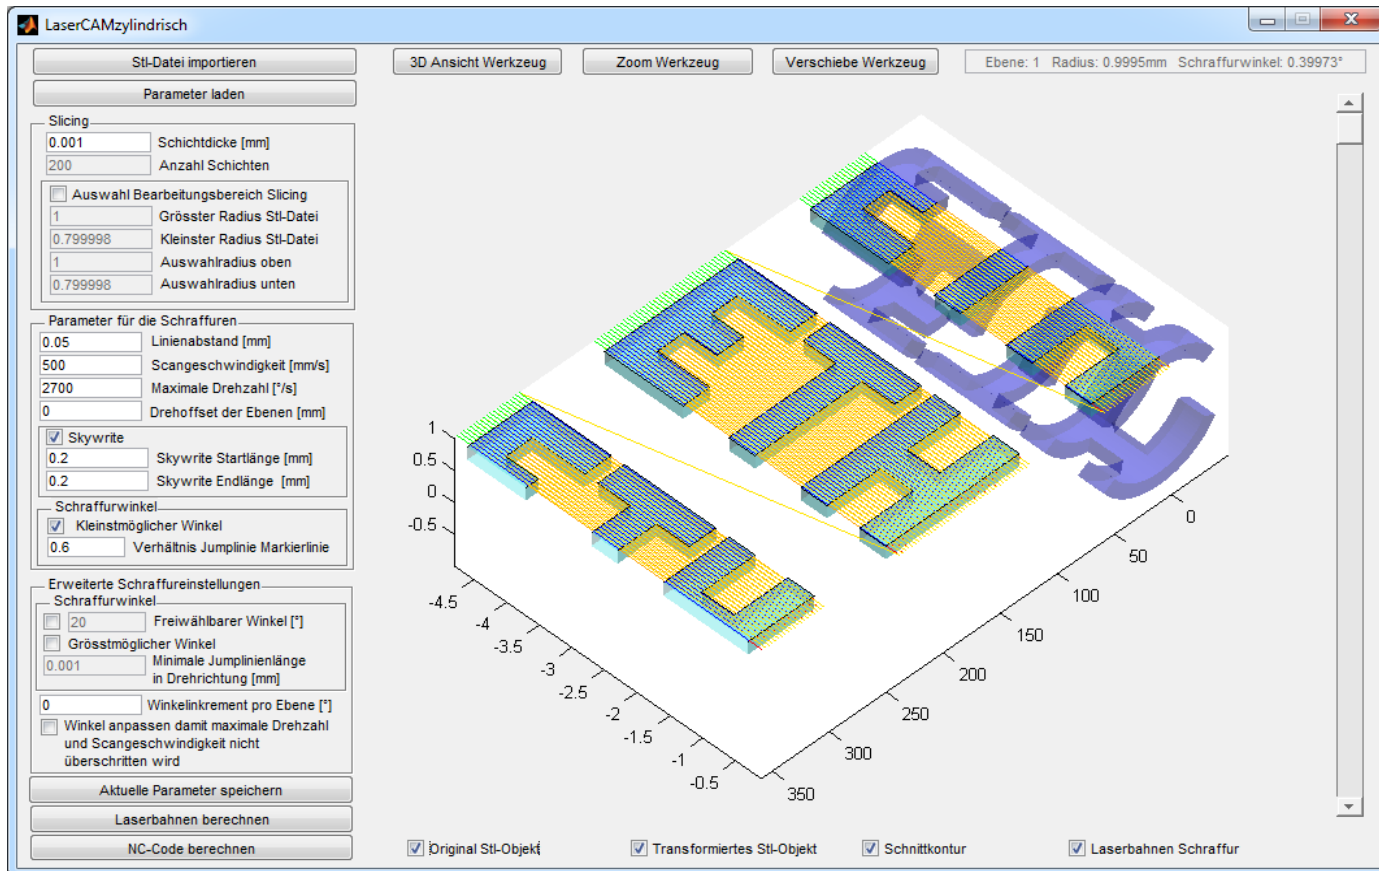 LaserCAMzylindrisch
Stl-Datei importieren
3D Ansicht Werkzeug
Zoom Werkzeug
Verschiebe Werkzeug
Ebene: 1 Radius: 0.9995mm Schraffurwinkel: 0.39973°
Parameter laden
Slicing
0.001 Schichtdicke [mm]
200 Anzahl Schichten
Auswahl Bearbeitungsbereich Slicing
1 Grösster Radius Stl-Datei
0.799998 Kleinster Radius Stl-Datei
1 Auswahlradius oben
0.799998 Auswahlradius unten
Parameter für die Schraffuren
0.05 Linienabstand [mm]
500 Scangeschwindigkeit [mm/s]
2700 Maximale Drehzahl [°/s]
0 Drehoffset der Ebenen [mm]
Skywrite
0.2 Skywrite Startlänge [mm]
0.2 Skywrite Endlänge [mm]
Schraffurwinkel
Kleinstmöglicher Winkel
0.6 Verhältnis Jumplinie Markierlinie
Erweiterte Schraffureinstellungen
Schraffurwinkel
20 Freiwählbarer Winkel [°]
Grösstmöglicher Winkel
0.001 Minimale Jumplinienlänge
in Drehrichtung [mm]
0 Winkelinkrement pro Ebene [°]
Winkel anpassen damit maximale Drehzahl
und Scangeschwindigkeit nicht
überschritten wird
Aktuelle Parameter speichern
Laserbahnen berechnen
NC-Code berechnen
1
0.5
0
-0.5
-4.5
-4
-3.5
-3
-2.5
-2
-1.5
-1
-0.5
0
50
100
150
200
250
300
350
Original Stl-Objekt
Transformiertes Stl-Objekt
Schnittkontur
Laserbahnen Schraffur